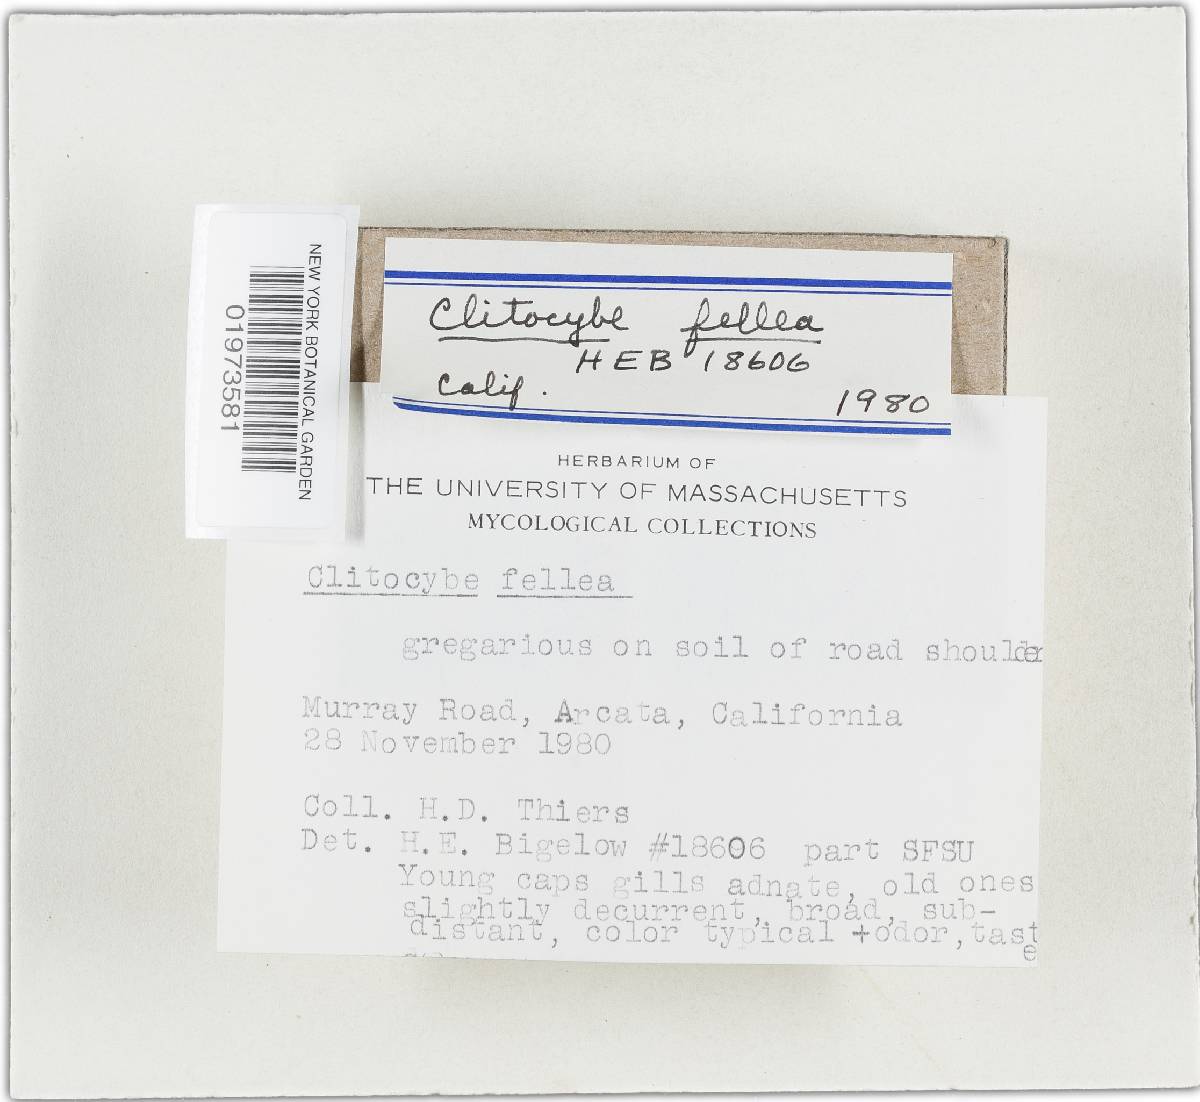 NEW YORK BOTANICAL GARDEN
01973581
Clitocybe fellea
HEB 18606
Calif. 1980
HERBARIUM OF
THE UNIVERSITY OF MASSACHUSETTS
MYCOLOGICAL COLLECTIONS
Clitocybe fellea
gregarious on soil of road shoulder
Murray Road, Arcata, California
28 November 1980
Coll. H.D. Thiers
Det. H.E. Bigelow #18606 part SFSU
Young caps gills adnate, old ones
slightly decurrent, broad, sub-
distant, color typical +odor,taste